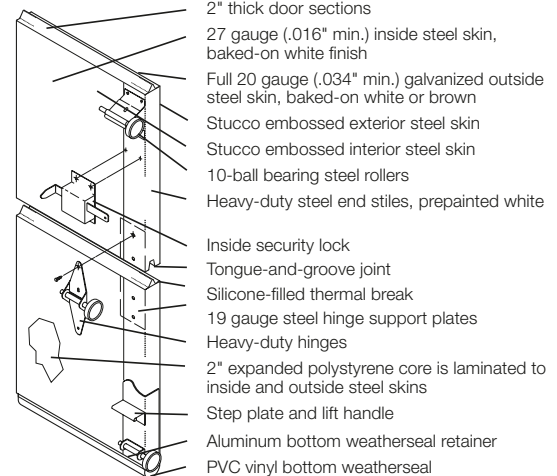 2" thick door sections
27 gauge (.016" min.) inside steel skin,
baked-on white finish
Full 20 gauge (.034" min.) galvanized outside
steel skin, baked-on white or brown
Stucco embossed exterior steel skin
Stucco embossed interior steel skin
10-ball bearing steel rollers
Heavy-duty steel end stiles, prepainted white
Inside security lock
Tongue-and-groove joint
Silicone-filled thermal break
19 gauge steel hinge support plates
Heavy-duty hinges
2" expanded polystyrene core is laminated to
inside and outside steel skins
Step plate and lift handle
Aluminum bottom weatherseal retainer
PVC vinyl bottom weatherseal